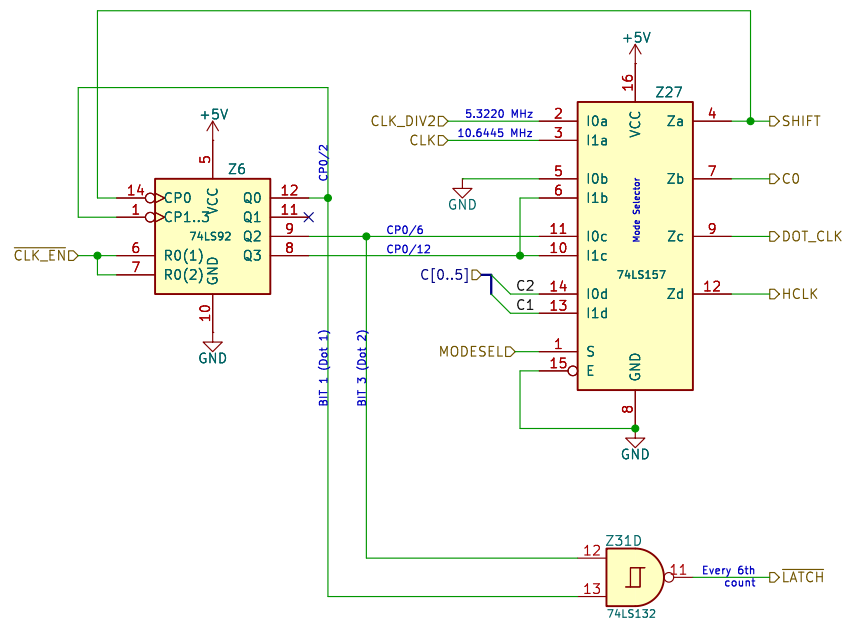 +5V
Z27
16
CLK_DIV2
5.3220 MHz
2
I0a
VCC
Za
4
SHIFT
CLK
10.6445 MHz
3
I1a
+5V
5
Z6
CP0/2
5
I0b
Zb
7
C0
GND
6
I1b
Mode Selector
14
CP0
VCC
Q0
12
1
CP1..3
Q1
11
74LS92
Q2
9
CP0/6
11
I0c
Zc
9
DOT_CLK
CLK_EN
6
R0(1)
Q3
8
CP0/12
10
I1c
7
R0(2)
GND
C[0..5]
74LS157
C2
14
I0d
Zd
12
HCLK
C1
13
I1d
10
GND
BIT 1 (Dot 1)
BIT 3 (Dot 2)
MODESEL
1
S
15
E
GND
8
GND
Z31D
12
11
Every 6th
count
LATCH
13
74LS132